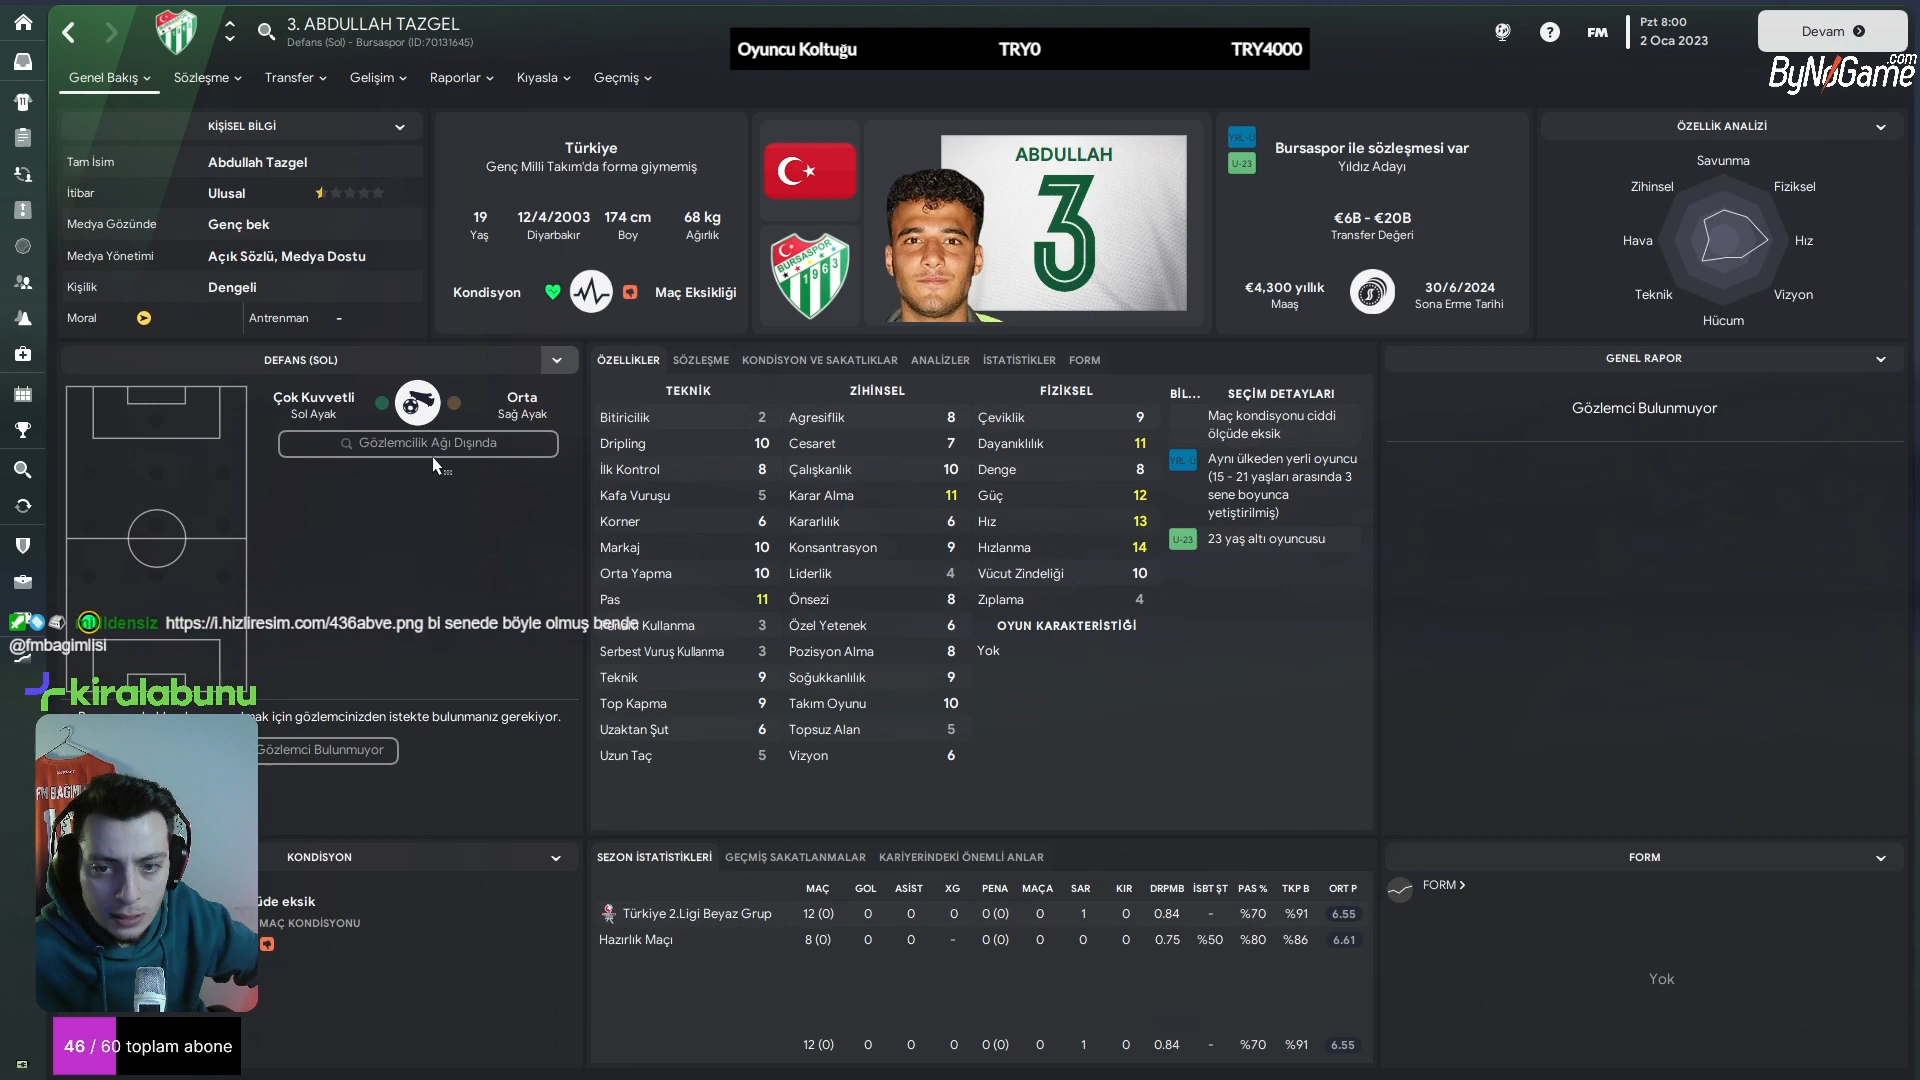 3. ABDULLAH TAZGEL
Defans (Sol) - Bursaspor (ID:70131645)
Oyuncu Koltuğu TRY0 TRY4000
FM
Pzt 8:00
2 Oca 2023
Devam
ByNoGame.com
Genel Bakış Sözleşme Transfer Gelişim Raporlar Kıyasla Geçmiş
KİŞİSEL BİLGİ
Tam İsim Abdullah Tazgel
İtibar Ulusal
Medya Gözünde Genç bek
Medya Yönetimi Açık Sözlü, Medya Dostu
Kişilik Dengeli
Moral
Antrenman -
Türkiye
Genç Milli Takım'da forma giymemiş
19 12/4/2003 174 cm 68 kg
Yaş Diyarbakır Boy Ağırlık
Kondisyon Maç Eksikliği
BURSASPOR
1963
ABDULLAH
3
YRL-Ü
U-23
Bursaspor ile sözleşmesi var
Yıldız Adayı
€6B - €20B
Transfer Değeri
€4,300 yıllık
Maaş
30/6/2024
Sona Erme Tarihi
ÖZELLİK ANALİZİ
Savunma
Zihinsel Fiziksel
Hava Hız
Teknik Vizyon
Hücum
DEFANS (SOL)
Çok Kuvvetli
Sol Ayak
Orta
Sağ Ayak
Gözlemcilik Ağı Dışında
ÖZELLİKLER SÖZLEŞME KONDİSYON VE SAKATLIKLAR ANALİZLER İSTATİSTİKLER FORM
TEKNİK
Bitiricilik 2
Dripling 10
İlk Kontrol 8
Kafa Vuruşu 5
Korner 6
Markaj 10
Orta Yapma 10
Pas 11
Kullanma 3
Serbest Vuruş Kullanma 3
Teknik 9
Top Kapma 9
Uzaktan Şut 6
Uzun Taç 5
ZİHİNSEL
Agresiflik 8
Cesaret 7
Çalışkanlık 10
Karar Alma 11
Kararlılık 6
Konsantrasyon 9
Liderlik 4
Önsezi 8
Özel Yetenek 6
Pozisyon Alma 8
Soğukkanlılık 9
Takım Oyunu 10
Topsuz Alan 5
Vizyon 6
FİZİKSEL
Çeviklik 9
Dayanıklılık 11
Denge 8
Güç 12
Hız 13
Hızlanma 14
Vücut Zindeliği 10
Zıplama 4
OYUN KARAKTERİSTİĞİ
Yok
BİL... SEÇİM DETAYLARI
Maç kondisyonu ciddi
ölçüde eksik
YRL-Ü Aynı ülkeden yerli oyuncu
(15 - 21 yaşları arasında 3
sene boyunca
yetiştirilmiş)
U-23 23 yaş altı oyuncusu
GENEL RAPOR
Gözlemci Bulunmuyor
https://i.hizliresim.com/436abve.png bi senede böyle olmuş bende
@fmbagimlisi
kiralabunu
için gözlemcinizden istekte bulunmanız gerekiyor.
Gözlemci Bulunmuyor
FM BAĞIM
KONDİSYON
eksik
MAÇ KONDİSYONU
46 / 60 toplam abone
SEZON İSTATİSTİKLERİ GEÇMİŞ SAKATLANMALAR KARİYERİNDEKİ ÖNEMLİ ANLAR
MAÇ GOL ASİST XG PENA MAÇA SAR KIR DRPMB İSBT ŞT PAS % TKP B ORT P
Türkiye 2.Ligi Beyaz Grup 12 (0) 0 0 0 0 (0) 0 1 0 0.84 - %70 %91 6.55
Hazırlık Maçı 8 (0) 0 0 - 0 (0) 0 0 0 0.75 %50 %80 %86 6.61
12 (0) 0 0 0 0 (0) 0 1 0 0.84 - %70 %91 6.55
FORM
FORM
Yok